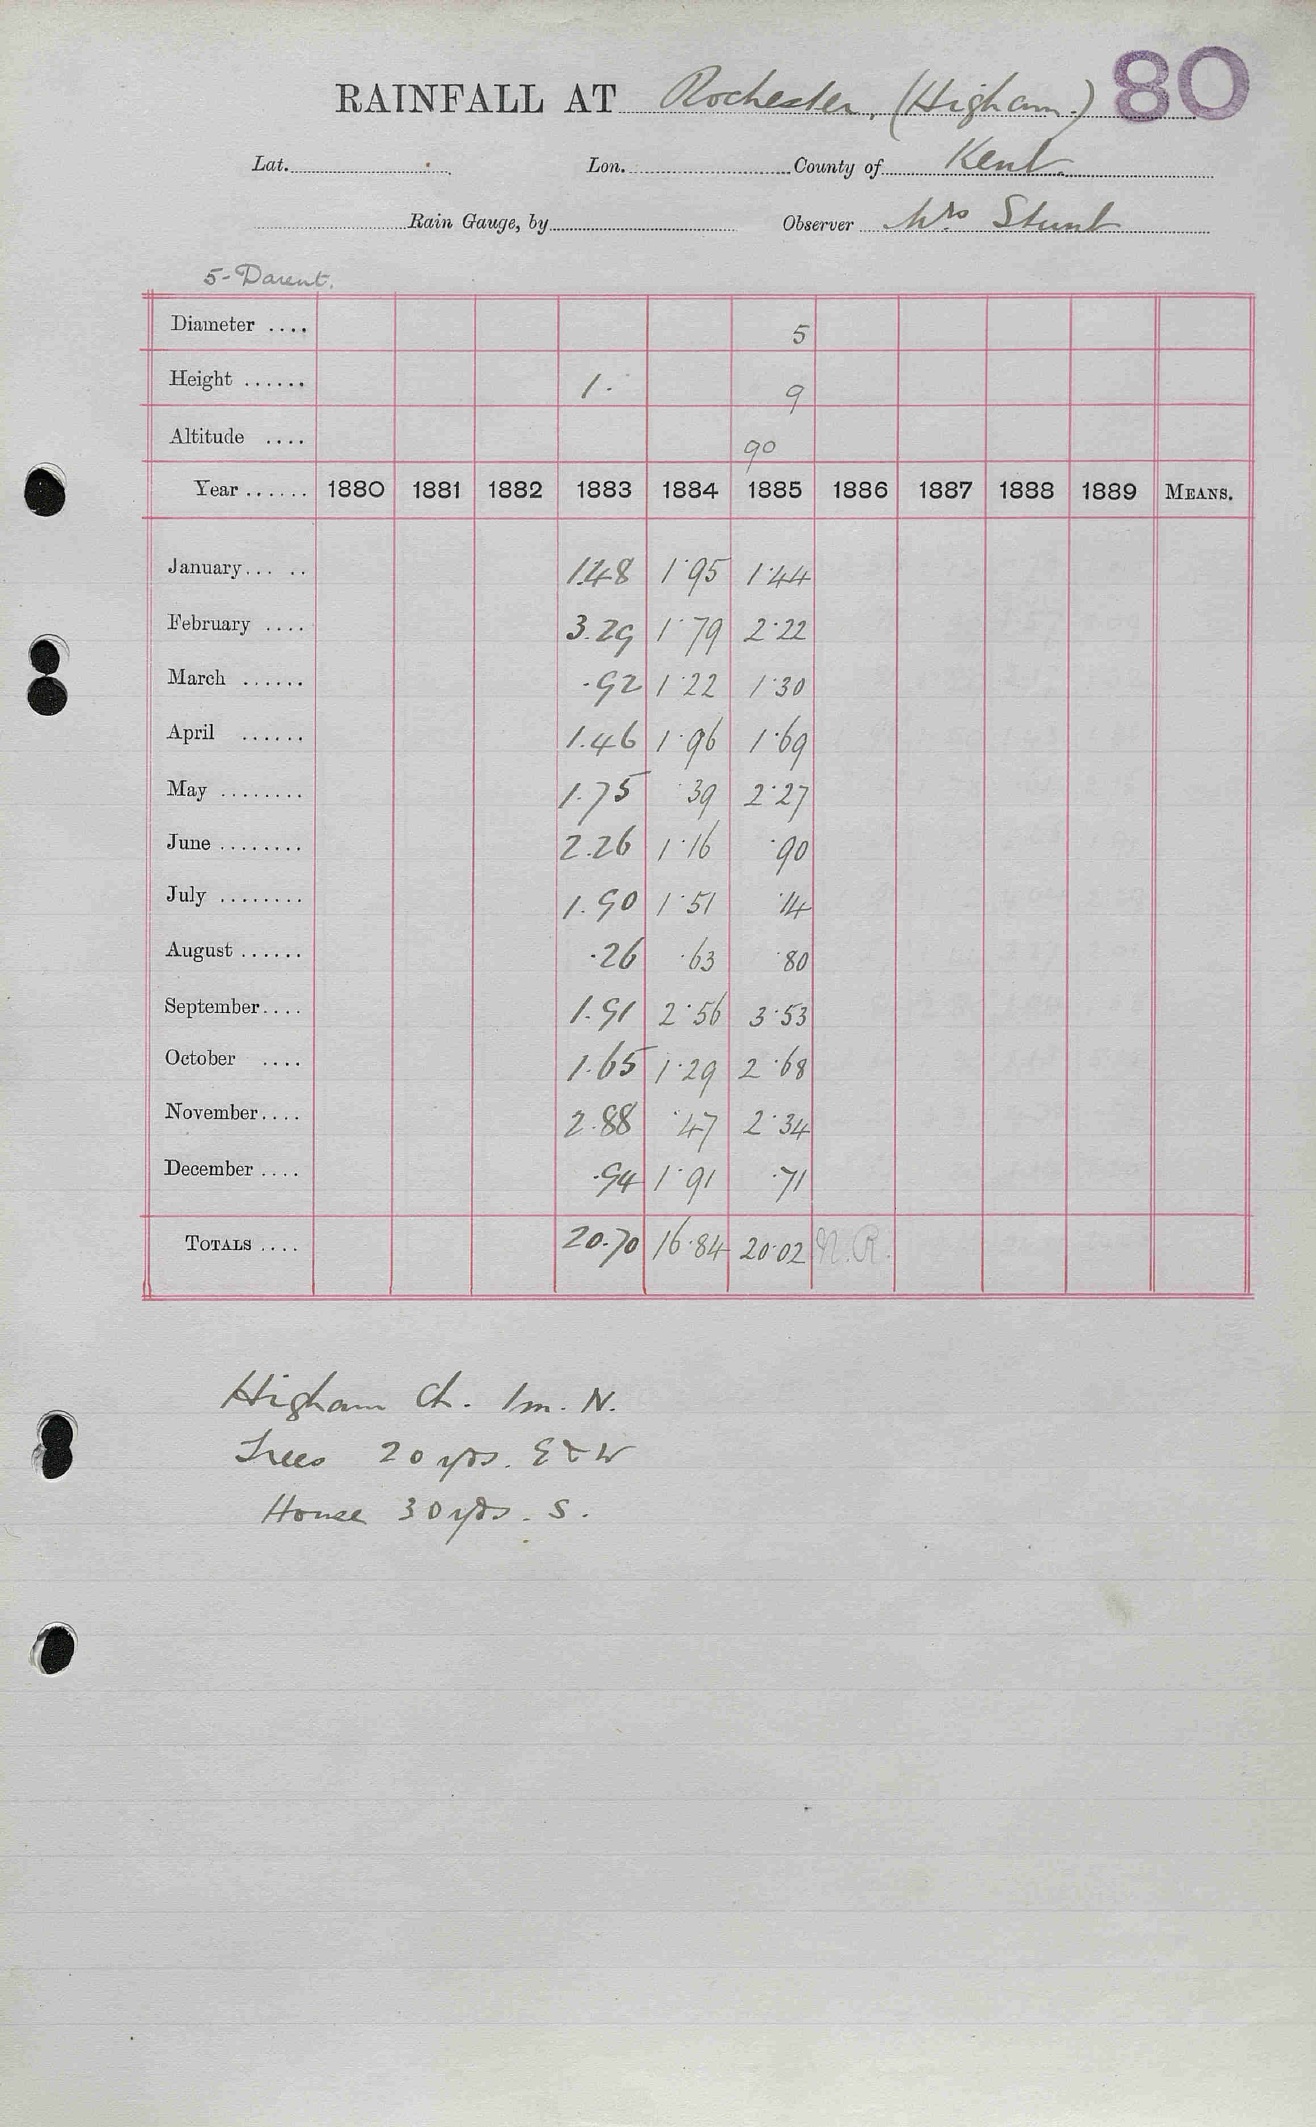 80
RAINFALL AT Rochester, (Higham.)
Lat. Lon. County of Kent.
Rain Gauge, by Observer Mrs Stunt
5-Darent.
Diameter .... 5
Height ...... 1. 9
Altitude .... 90
Year ...... 1880 1881 1882 1883 1884 1885 1886 1887 1888 1889 MEANS.
January... .. 1.48 1.95 1.44
February .... 3.29 1.79 2.22
March ...... .92 1.22 1.30
April ...... 1.46 1.96 1.69
May ........ 1.75 .39 2.27
June ........ 2.26 1.16 .90
July ........ 1.90 1.51 .14
August ...... .26 .63 .80
September.... 1.91 2.56 3.53
October .... 1.65 1.29 2.68
November.... 2.88 .47 2.34
December .... .94 1.91 .71
TOTALS .... 20.70 16.84 20.02 N.R.
Higham Ch. 1m. N.
Trees 20 yds. E & W
House 30 yds. S.